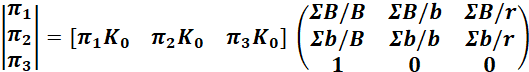 |π₁|
|π₂| = [π₁K₀ π₂K₀ π₃K₀] (ΣB/B ΣB/b ΣB/r
|π₃| Σb/B Σb/b Σb/r
1 0 0)